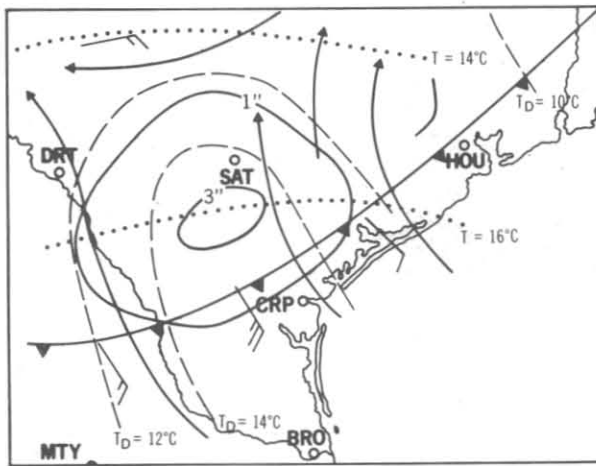 T = 14°C
1"
T_D = 10°C
DRT
HOU
SAT
3"
T = 16°C
CRP
T_D = 12°C
T_D = 14°C
BRO
MTY